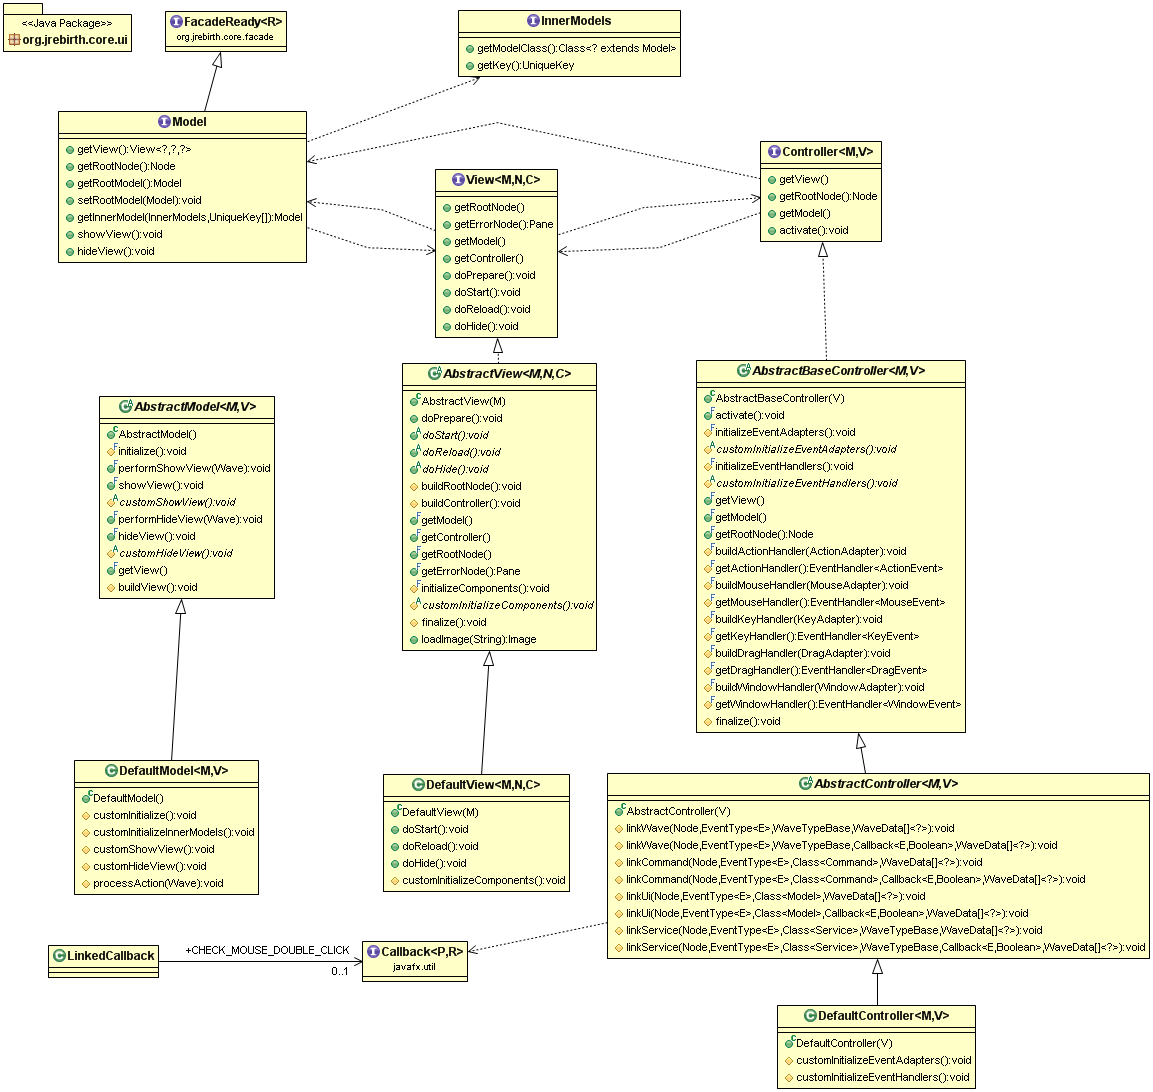 <<Java Package>>
org.jrebirth.core.ui
FacadeReady<R>
org.jrebirth.core.facade
InnerModels
getModelClass():Class<? extends Model>
getKey():UniqueKey
Model
getView():View<?,?,?>
getRootNode():Node
getRootModel():Model
setRootModel(Model):void
getInnerModel(InnerModels,UniqueKey[]):Model
showView():void
hideView():void
View<M,N,C>
getRootNode()
getErrorNode():Pane
getModel()
getController()
doPrepare():void
doStart():void
doReload():void
doHide():void
Controller<M,V>
getView()
getRootNode():Node
getModel()
activate():void
AbstractModel<M,V>
AbstractModel()
initialize():void
performShowView(Wave):void
showView():void
customShowView():void
performHideView(Wave):void
hideView():void
customHideView():void
getView()
buildView():void
AbstractView<M,N,C>
AbstractView(M)
doPrepare():void
doStart():void
doReload():void
doHide():void
buildRootNode():void
buildController():void
getModel()
getController()
getRootNode()
getErrorNode():Pane
initializeComponents():void
customInitializeComponents():void
finalize():void
loadImage(String):Image
AbstractBaseController<M,V>
AbstractBaseController(V)
activate():void
initializeEventAdapters():void
customInitializeEventAdapters():void
initializeEventHandlers():void
customInitializeEventHandlers():void
getView()
getModel()
getRootNode():Node
buildActionHandler(ActionAdapter):void
getActionHandler():EventHandler<ActionEvent>
buildMouseHandler(MouseAdapter):void
getMouseHandler():EventHandler<MouseEvent>
buildKeyHandler(KeyAdapter):void
getKeyHandler():EventHandler<KeyEvent>
buildDragHandler(DragAdapter):void
getDragHandler():EventHandler<DragEvent>
buildWindowHandler(WindowAdapter):void
getWindowHandler():EventHandler<WindowEvent>
finalize():void
DefaultModel<M,V>
DefaultModel()
customInitialize():void
customInitializeInnerModels():void
customShowView():void
customHideView():void
processAction(Wave):void
DefaultView<M,N,C>
DefaultView(M)
doStart():void
doReload():void
doHide():void
customInitializeComponents():void
AbstractController<M,V>
AbstractController(V)
linkWave(Node,EventType<E>,WaveTypeBase,WaveData[]<?>):void
linkWave(Node,EventType<E>,WaveTypeBase,Callback<E,Boolean>,WaveData[]<?>):void
linkCommand(Node,EventType<E>,Class<Command>,WaveData[]<?>):void
linkCommand(Node,EventType<E>,Class<Command>,Callback<E,Boolean>,WaveData[]<?>):void
linkUi(Node,EventType<E>,Class<Model>,WaveData[]<?>):void
linkUi(Node,EventType<E>,Class<Model>,Callback<E,Boolean>,WaveData[]<?>):void
linkService(Node,EventType<E>,Class<Service>,WaveTypeBase,WaveData[]<?>):void
linkService(Node,EventType<E>,Class<Service>,WaveTypeBase,Callback<E,Boolean>,WaveData[]<?>):void
LinkedCallback
+CHECK_MOUSE_DOUBLE_CLICK
0..1
Callback<P,R>
javafx.util
DefaultController<M,V>
DefaultController(V)
customInitializeEventAdapters():void
customInitializeEventHandlers():void